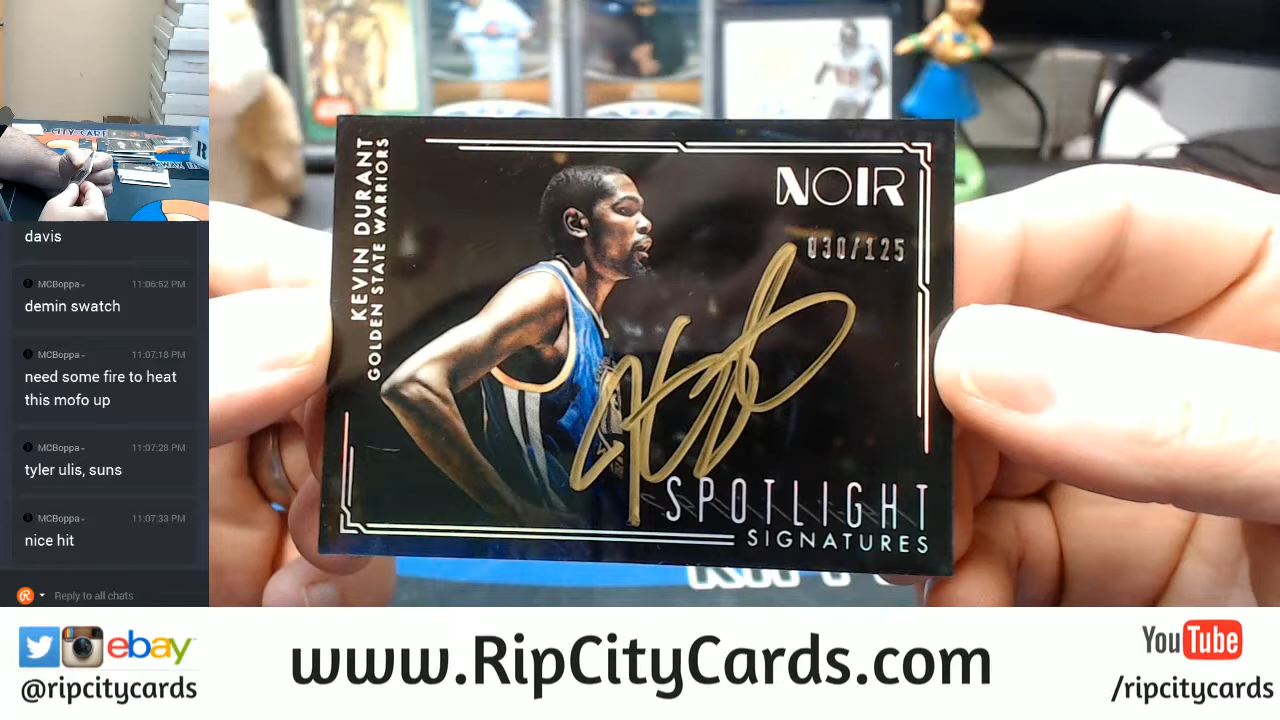 CITY CARDS
davis
MCBoppa 11:06:52 PM
demin swatch
MCBoppa 11:07:18 PM
need some fire to heat
this mofo up
MCBoppa 11:07:28 PM
tyler ulis, suns
MCBoppa 11:07:33 PM
nice hit
Reply to all chats
KEVIN DURANT
GOLDEN STATE WARRIORS
NOIR
030/125
SPOTLIGHT
SIGNATURES
ebay
@ripcitycards
www.RipCityCards.com
YouTube
/ripcitycards